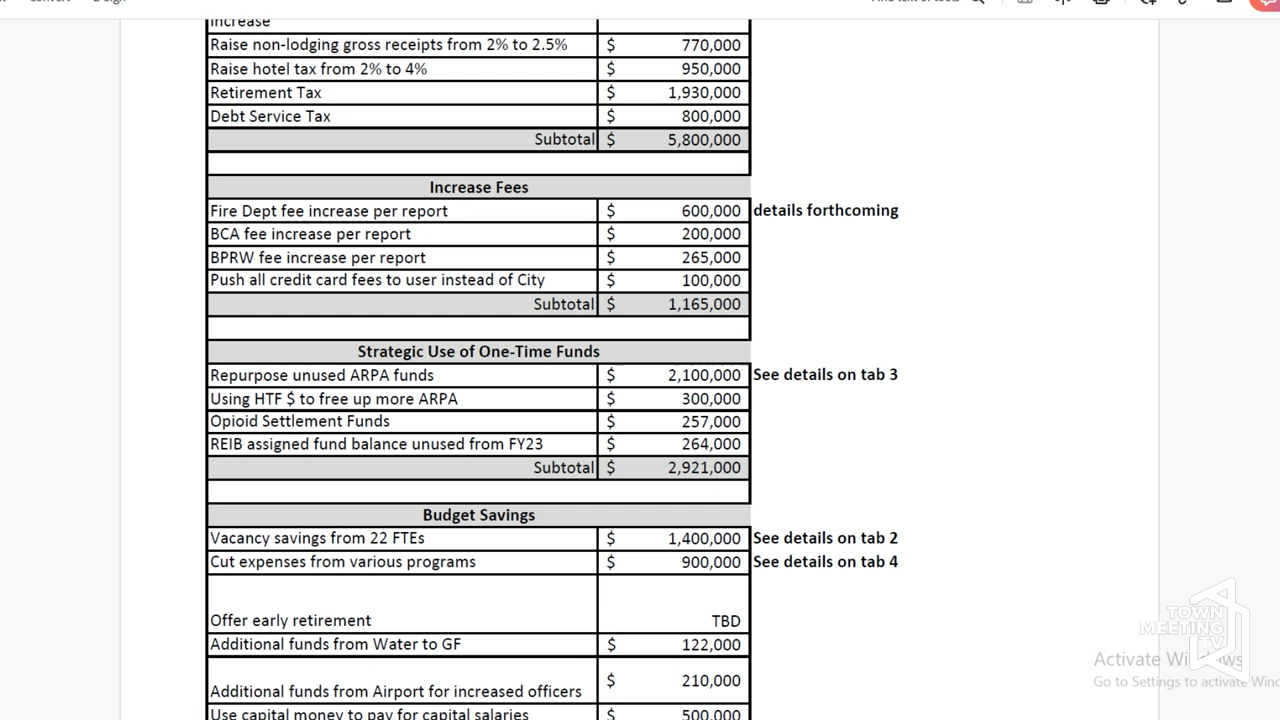 increase
Raise non-lodging gross receipts from 2% to 2.5% $ 770,000
Raise hotel tax from 2% to 4% $ 950,000
Retirement Tax $ 1,930,000
Debt Service Tax $ 800,000
Subtotal $ 5,800,000
Increase Fees
Fire Dept fee increase per report $ 600,000 details forthcoming
BCA fee increase per report $ 200,000
BPRW fee increase per report $ 265,000
Push all credit card fees to user instead of City $ 100,000
Subtotal $ 1,165,000
Strategic Use of One-Time Funds
Repurpose unused ARPA funds $ 2,100,000 See details on tab 3
Using HTF $ to free up more ARPA $ 300,000
Opioid Settlement Funds $ 257,000
REIB assigned fund balance unused from FY23 $ 264,000
Subtotal $ 2,921,000
Budget Savings
Vacancy savings from 22 FTEs $ 1,400,000 See details on tab 2
Cut expenses from various programs $ 900,000 See details on tab 4
Offer early retirement TBD
Additional funds from Water to GF $ 122,000
Additional funds from Airport for increased officers $ 210,000
Use capital money to pay for capital salaries $ 500,000
TOWN
MEETING
TV
Activate Windows
Go to Settings to activate Wind